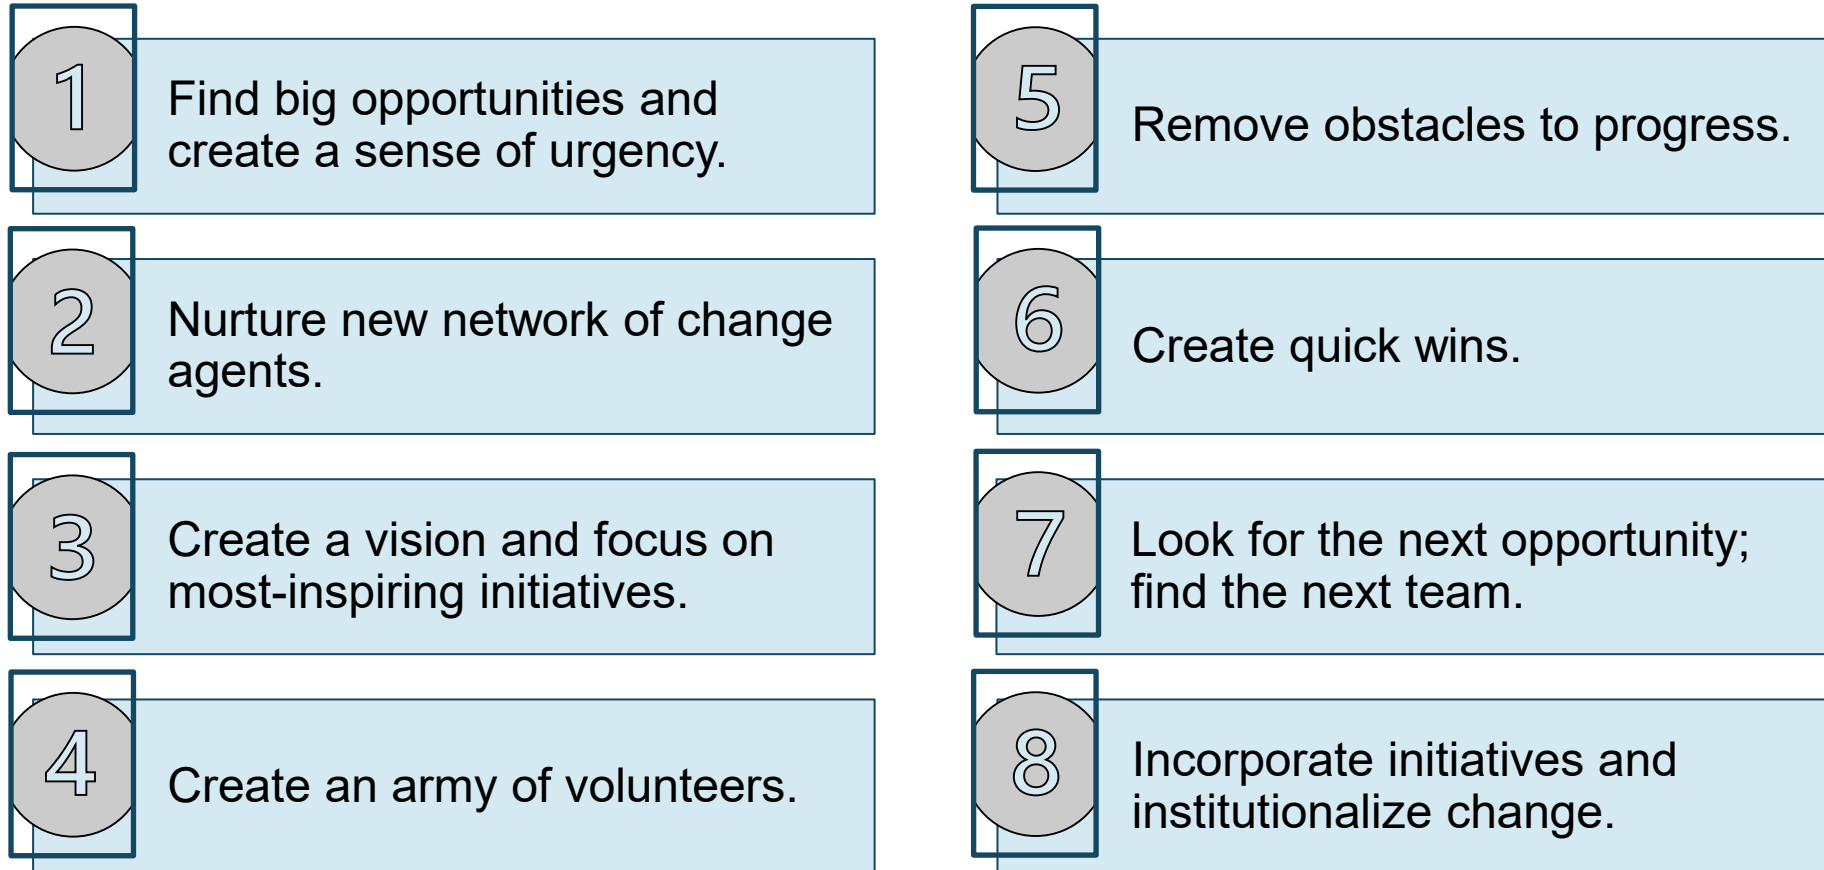 1
Find big opportunities and
create a sense of urgency.
2
Nurture new network of change
agents.
3
Create a vision and focus on
most-inspiring initiatives.
4
Create an army of volunteers.
5
Remove obstacles to progress.
6
Create quick wins.
7
Look for the next opportunity;
find the next team.
8
Incorporate initiatives and
institutionalize change.